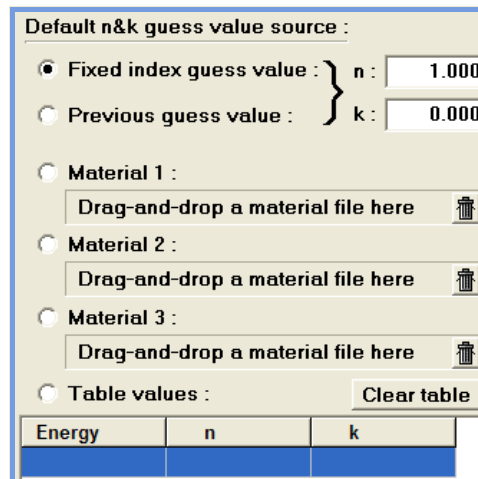 Default n&k guess value source :
Fixed index guess value : n : 1.000
Previous guess value : k : 0.000
Material 1 :
Drag-and-drop a material file here
Material 2 :
Drag-and-drop a material file here
Material 3 :
Drag-and-drop a material file here
Table values : Clear table
Energy n k